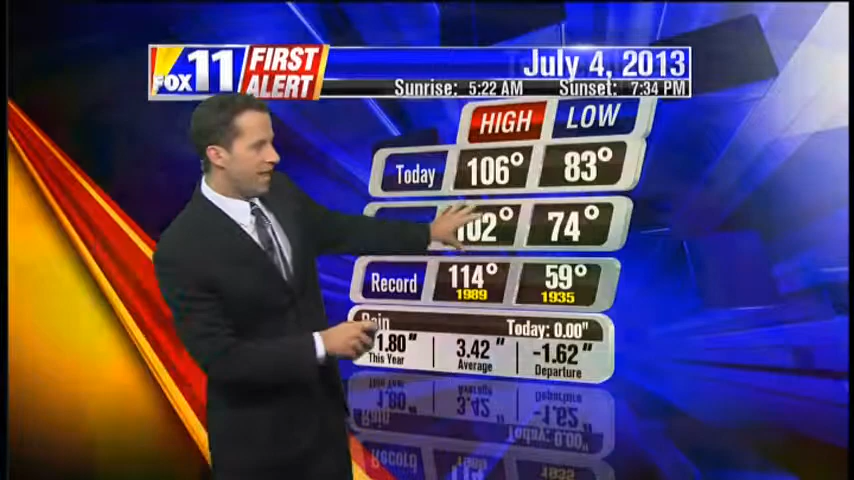 FOX 11 FIRST ALERT
July 4, 2013
Sunrise: 5:22 AM Sunset: 7:34 PM
HIGH LOW
Today 106° 83°
102° 74°
Record 114° 59°
1989 1935
Rain Today: 0.00"
1.80" 3.42" -1.62"
This Year Average Departure